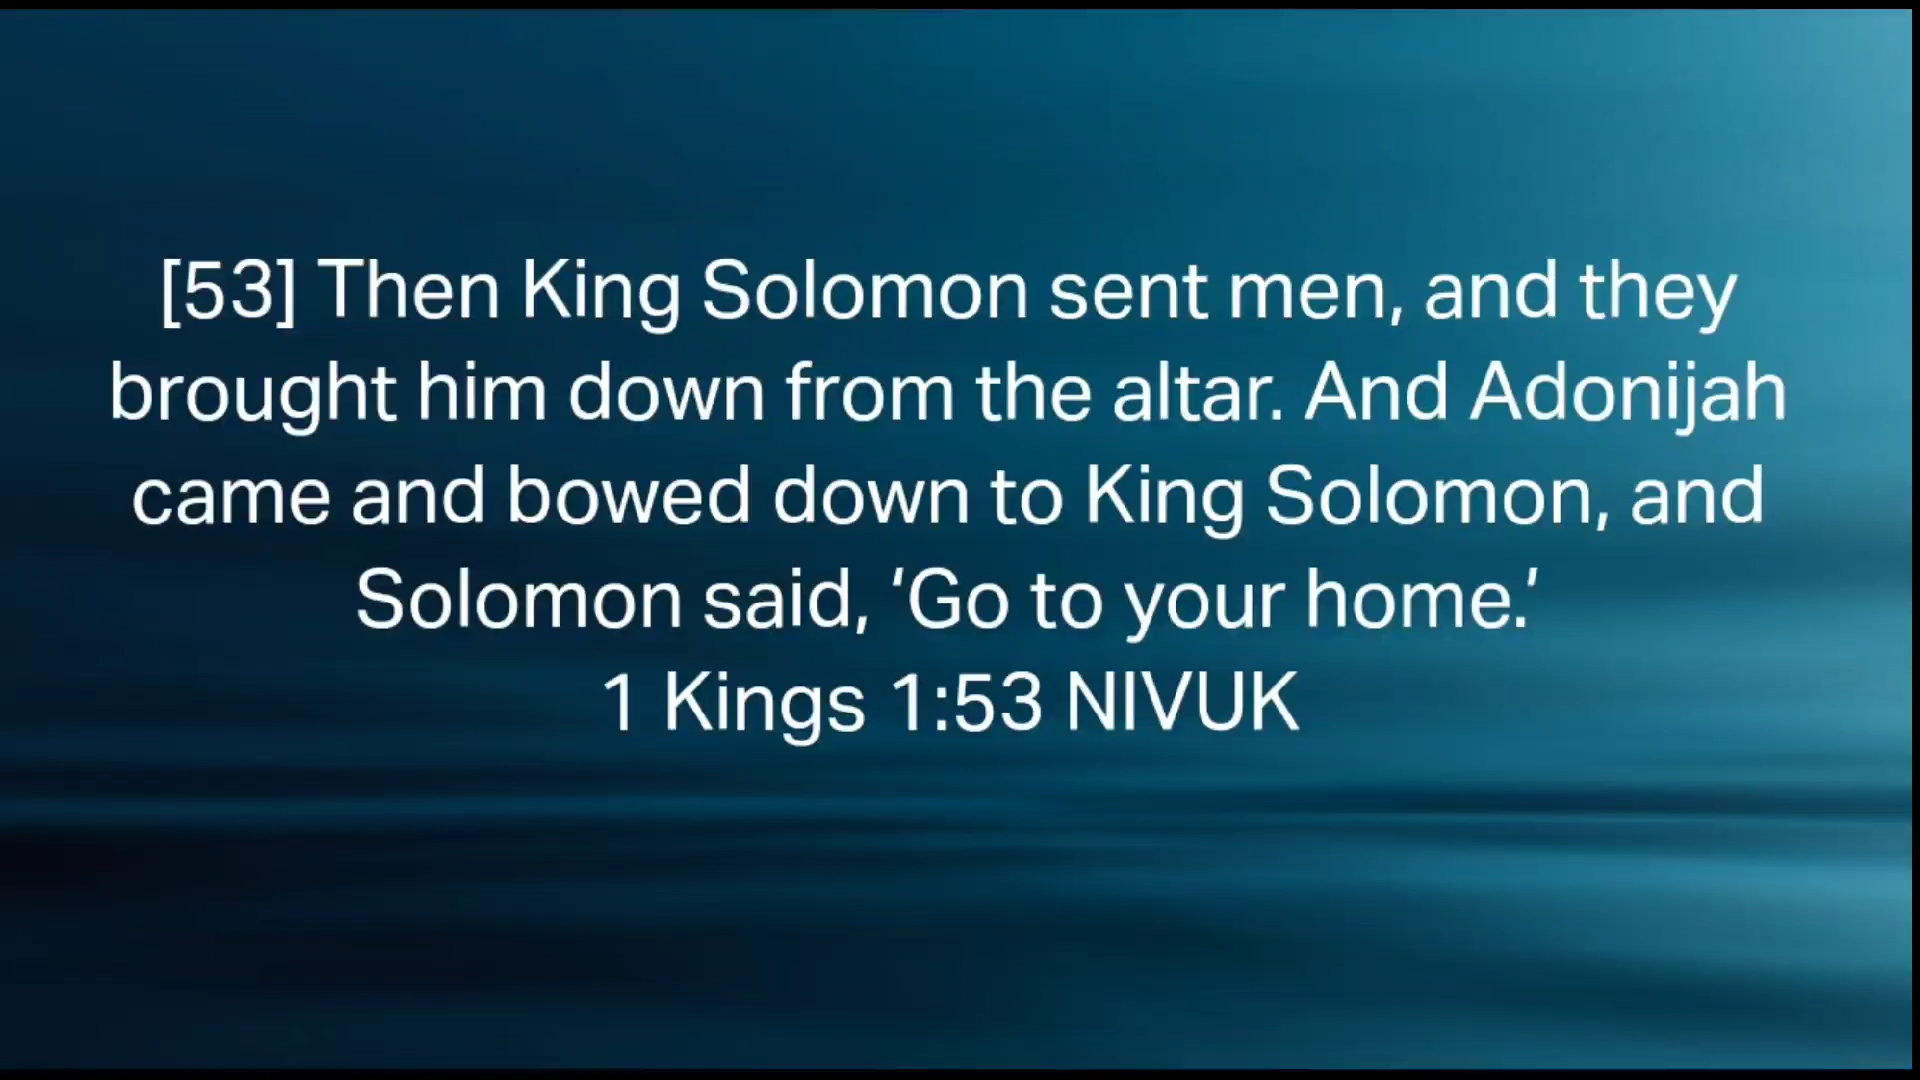 [53] Then King Solomon sent men, and they
brought him down from the altar. And Adonijah
came and bowed down to King Solomon, and
Solomon said, ‘Go to your home.’
1 Kings 1:53 NIVUK